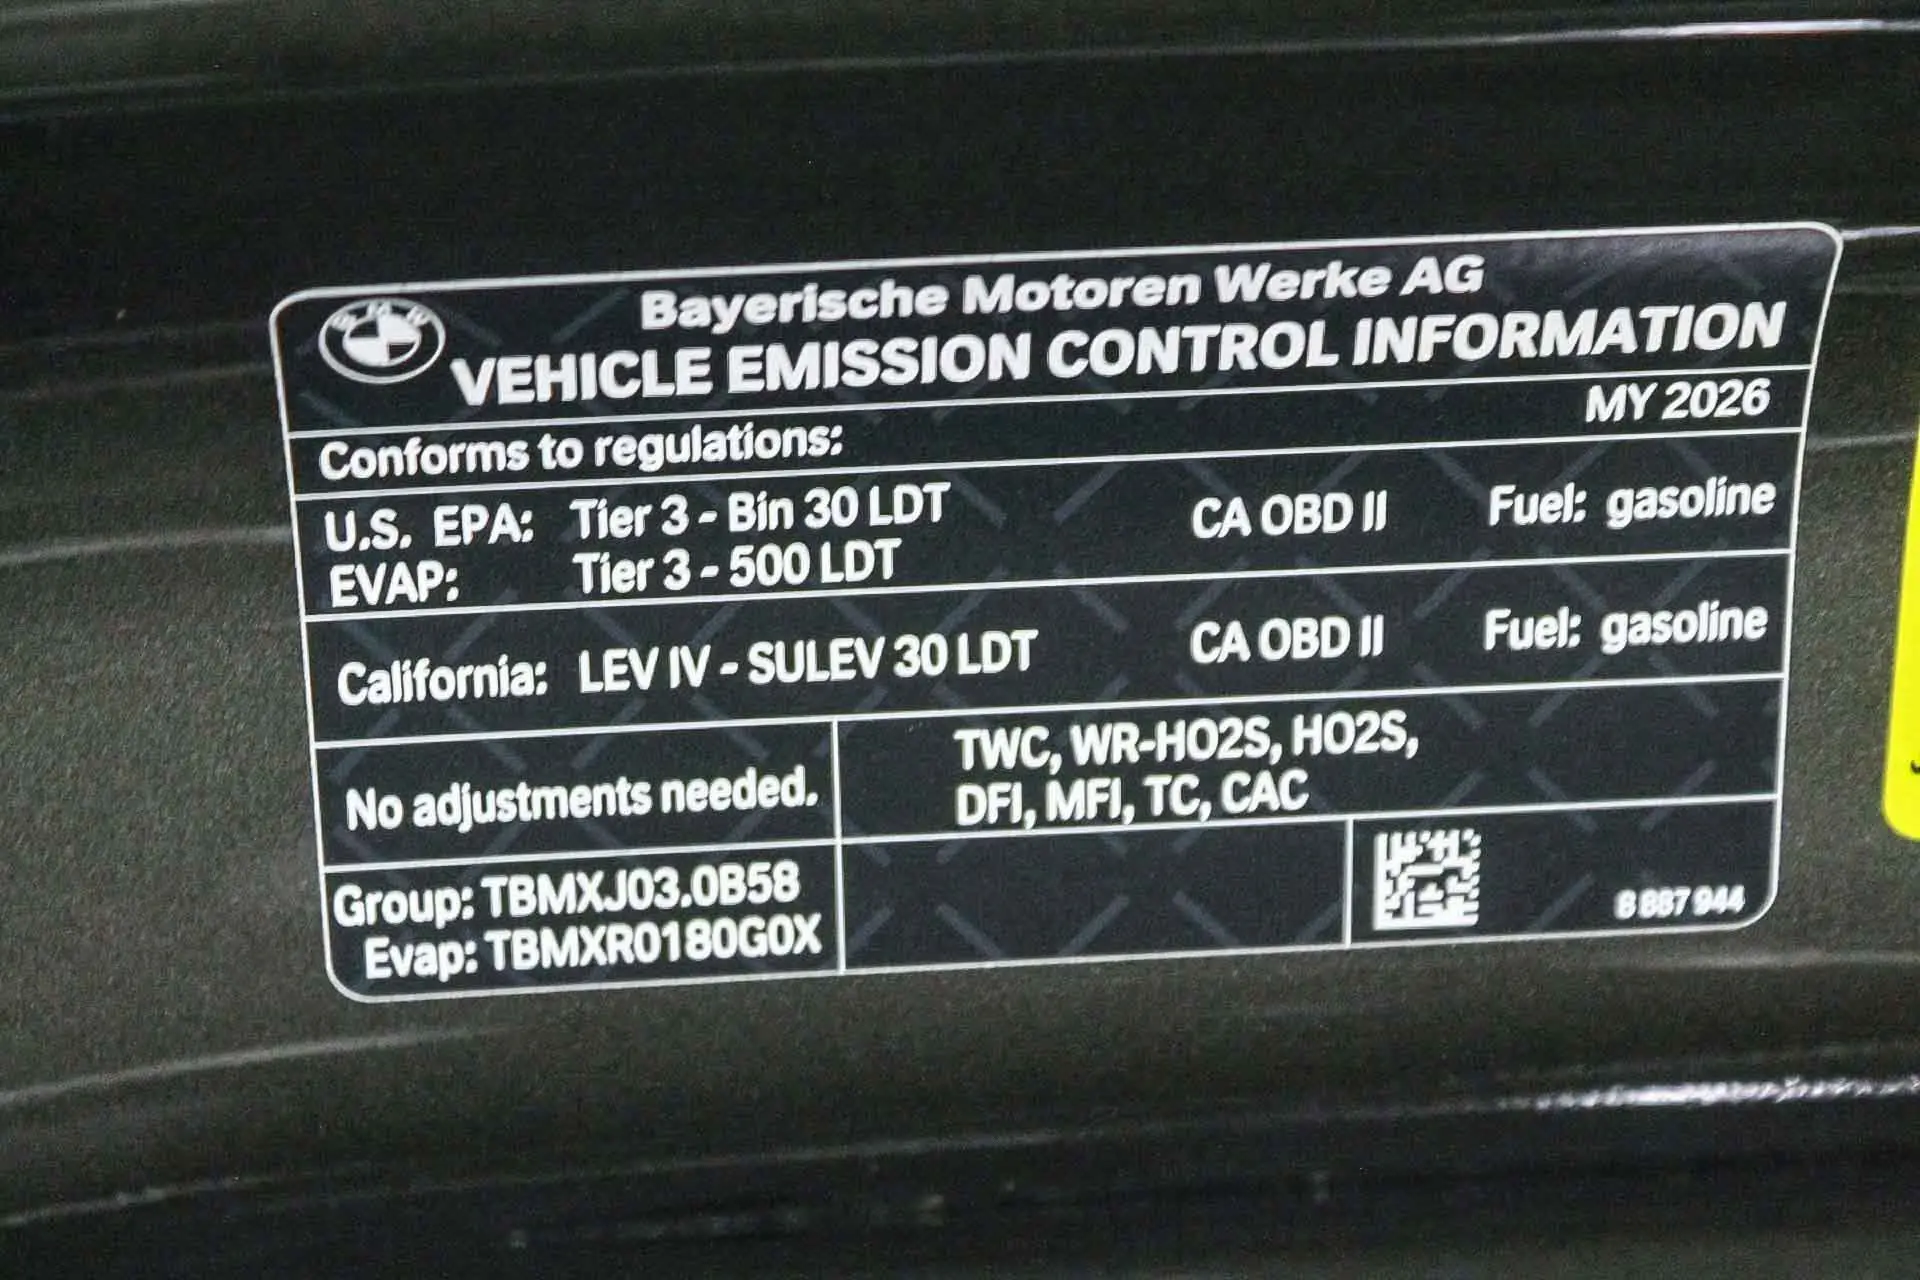 BMW
Bayerische Motoren Werke AG
VEHICLE EMISSION CONTROL INFORMATION
MY 2026
Conforms to regulations:
U.S. EPA: Tier 3 - Bin 30 LDT CA OBD II Fuel: gasoline
EVAP: Tier 3 - 500 LDT
California: LEV IV - SULEV 30 LDT CA OBD II Fuel: gasoline
No adjustments needed.
TWC, WR-HO2S, HO2S,
DFI, MFI, TC, CAC
Group: TBMXJ03.0B58
Evap: TBMXR0180G0X
8 887 944